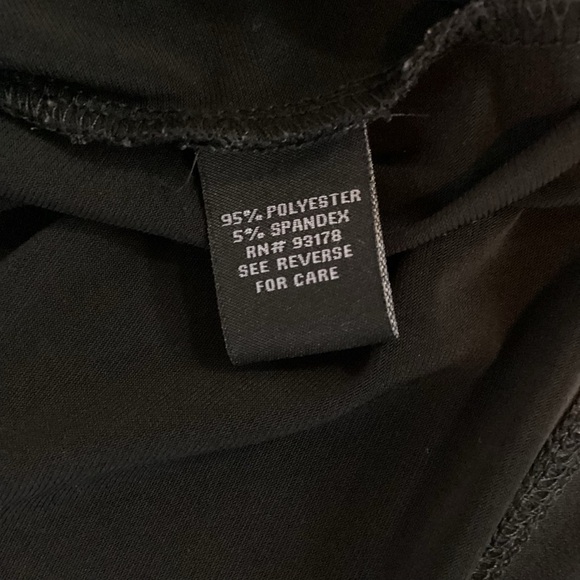 95% POLYESTER
5% SPANDEX
RN# 93178
SEE REVERSE
FOR CARE